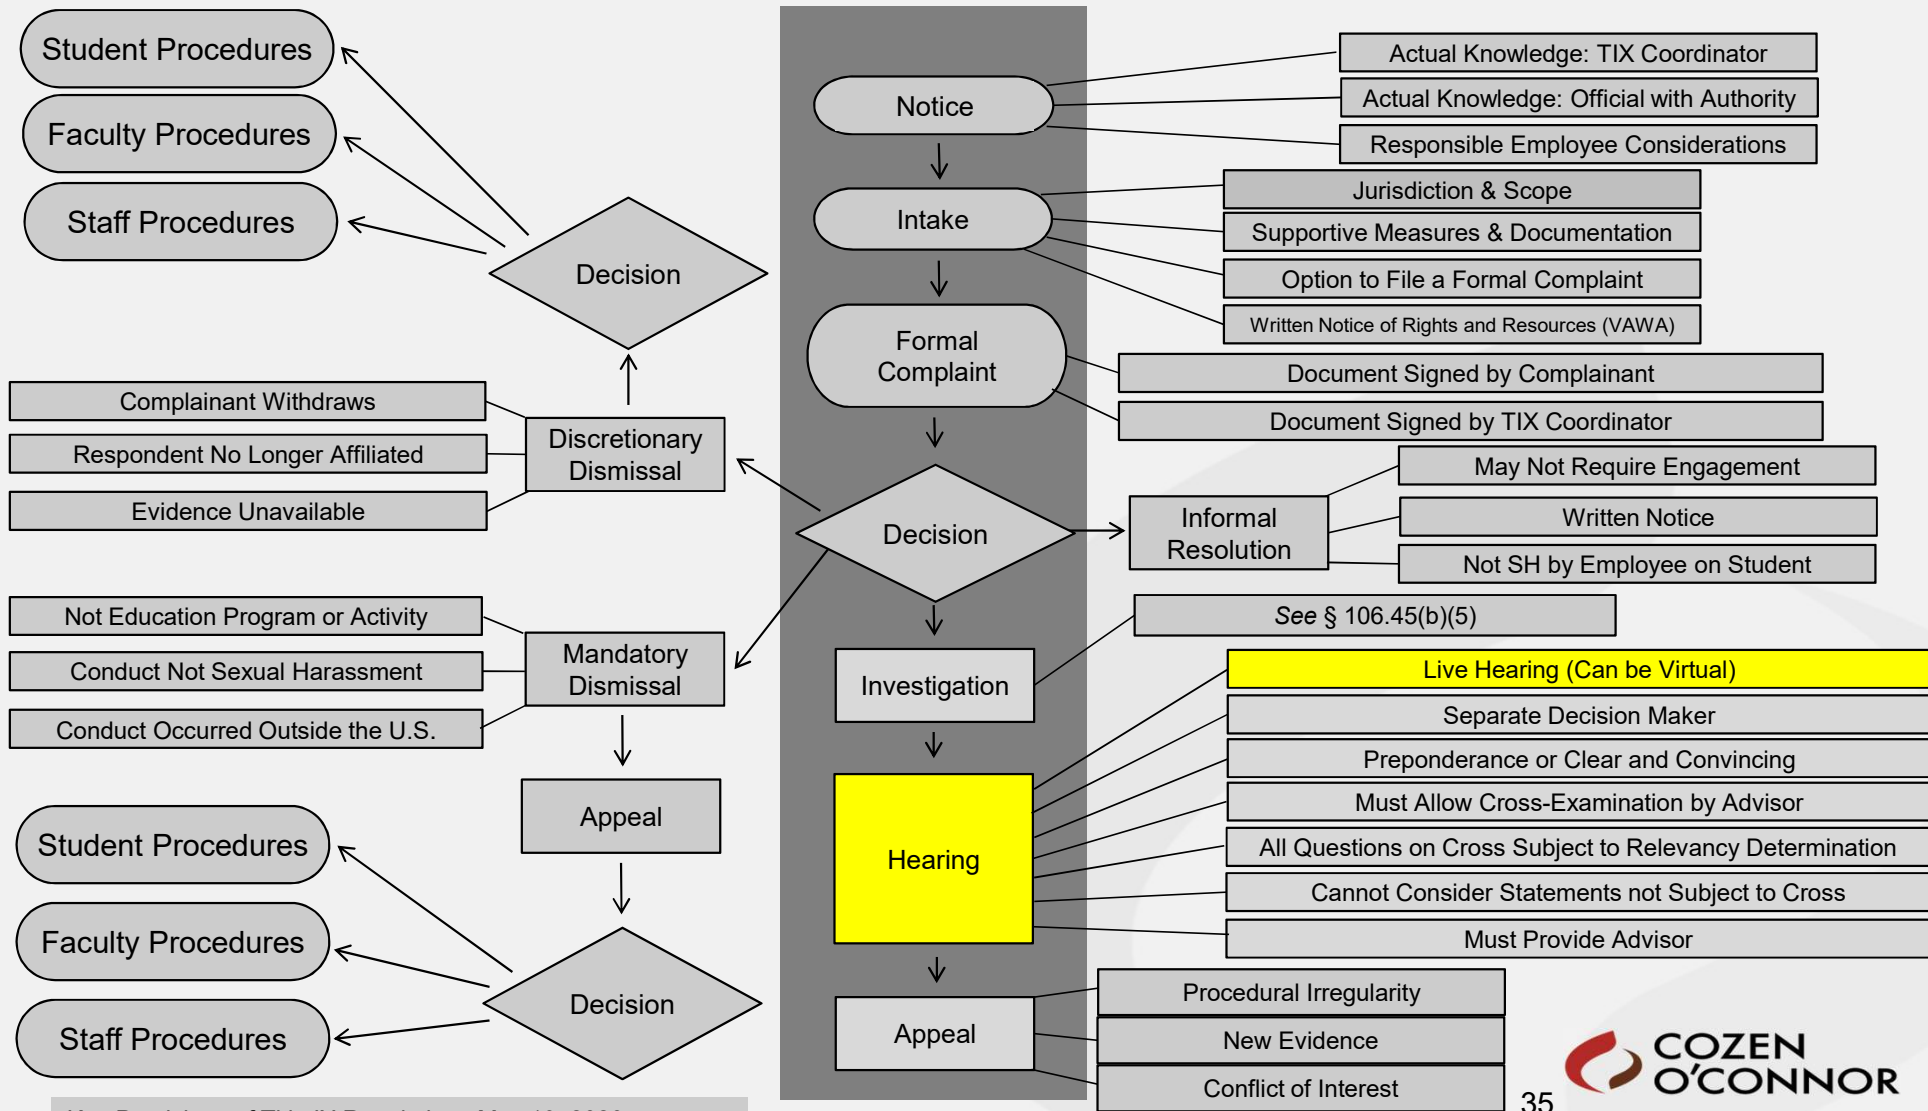 Student Procedures
Faculty Procedures
Staff Procedures
Decision
Complainant Withdraws
Respondent No Longer Affiliated
Evidence Unavailable
Discretionary
Dismissal
Not Education Program or Activity
Conduct Not Sexual Harassment
Conduct Occurred Outside the U.S.
Mandatory
Dismissal
Appeal
Student Procedures
Faculty Procedures
Staff Procedures
Decision
Notice
Actual Knowledge: TIX Coordinator
Actual Knowledge: Official with Authority
Responsible Employee Considerations
Intake
Jurisdiction & Scope
Supportive Measures & Documentation
Option to File a Formal Complaint
Written Notice of Rights and Resources (VAWA)
Formal
Complaint
Document Signed by Complainant
Document Signed by TIX Coordinator
Decision
Informal
Resolution
May Not Require Engagement
Written Notice
Not SH by Employee on Student
Investigation
See § 106.45(b)(5)
Hearing
Live Hearing (Can be Virtual)
Separate Decision Maker
Preponderance or Clear and Convincing
Must Allow Cross-Examination by Advisor
All Questions on Cross Subject to Relevancy Determination
Cannot Consider Statements not Subject to Cross
Must Provide Advisor
Appeal
Procedural Irregularity
New Evidence
Conflict of Interest
35
COZEN
O'CONNOR